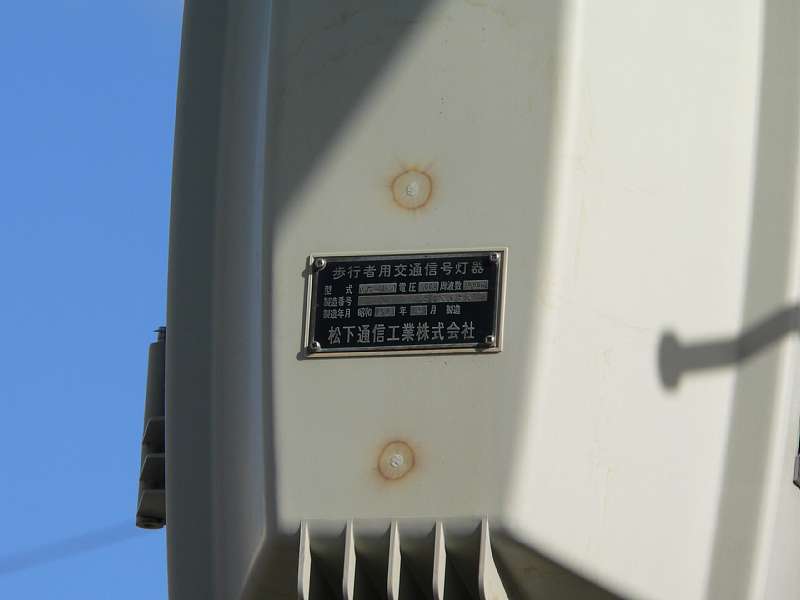 歩行者用交通信号灯器
型式 電圧 周波数
製造番号
製造年月 昭和 年 月 製造
松下通信工業株式会社